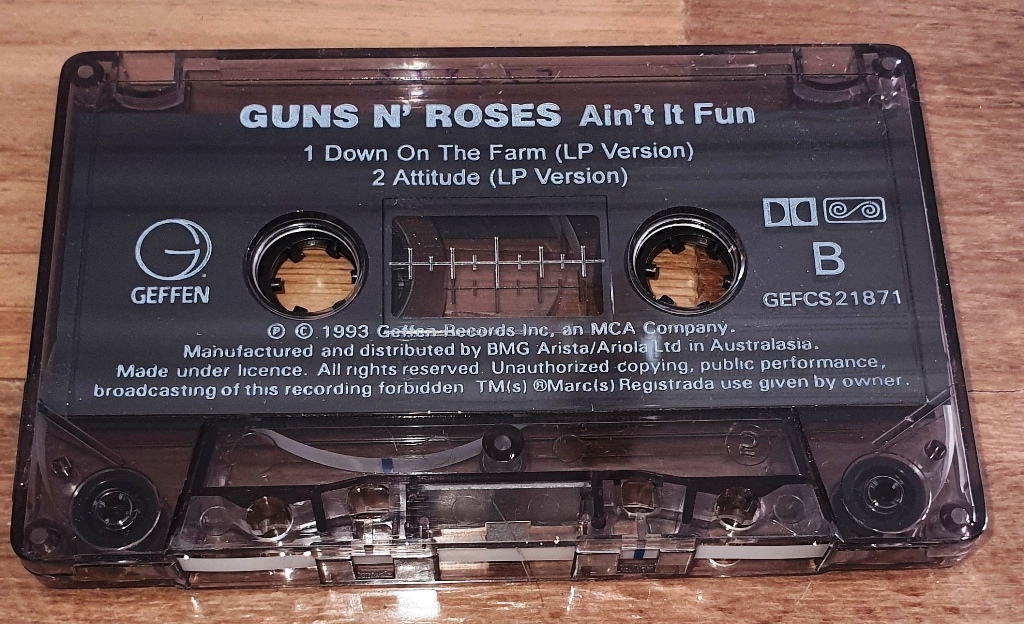 GUNS N' ROSES Ain't It Fun
1 Down On The Farm (LP Version)
2 Attitude (LP Version)
B
GEFFEN
GEFCS21871
℗ © 1993 Geffen Records Inc, an MCA Company.
Manufactured and distributed by BMG Arista/Ariola Ltd in Australasia.
Made under licence. All rights reserved. Unauthorized copying, public performance,
broadcasting of this recording forbidden TM(s) ®Marc(s) Registrada use given by owner.